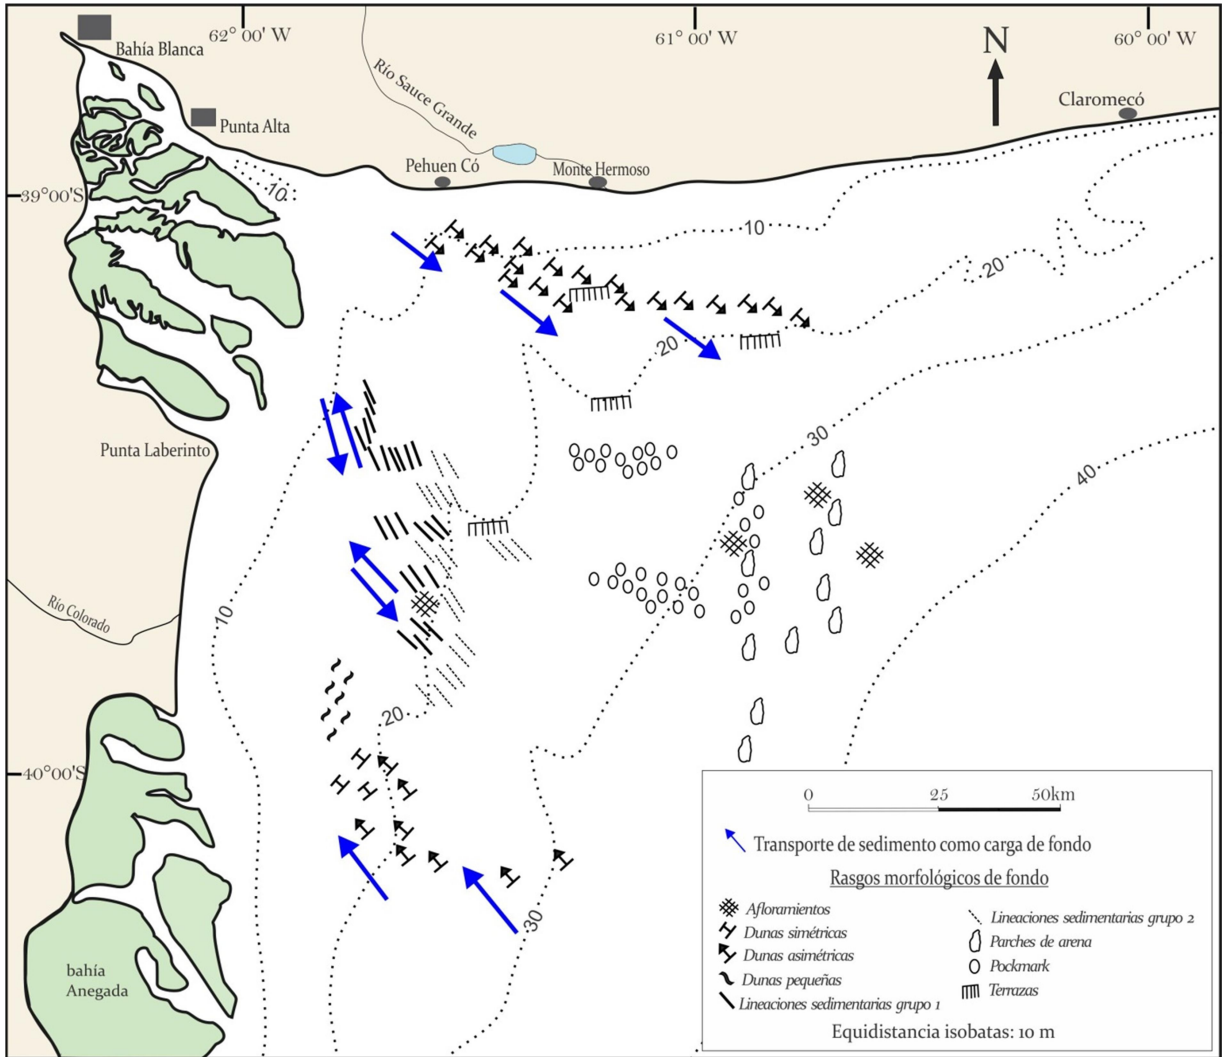 62° 00' W
61° 00' W
60° 00' W
Bahía Blanca
Río Sauce Grande
N
Claromecó
Punta Alta
Pehuen Có
Monte Hermoso
39°00'S
10
10
20
20
30
40
Punta Laberinto
10
Río Colorado
20
40°00'S
30
bahía
Anegada
0 25 50km
Transporte de sedimento como carga de fondo
Rasgos morfológicos de fondo
Afloramientos
Dunas simétricas
Dunas asimétricas
Dunas pequeñas
Lineaciones sedimentarias grupo 1
Lineaciones sedimentarias grupo 2
Parches de arena
Pockmark
Terrazas
Equidistancia isobatas: 10 m